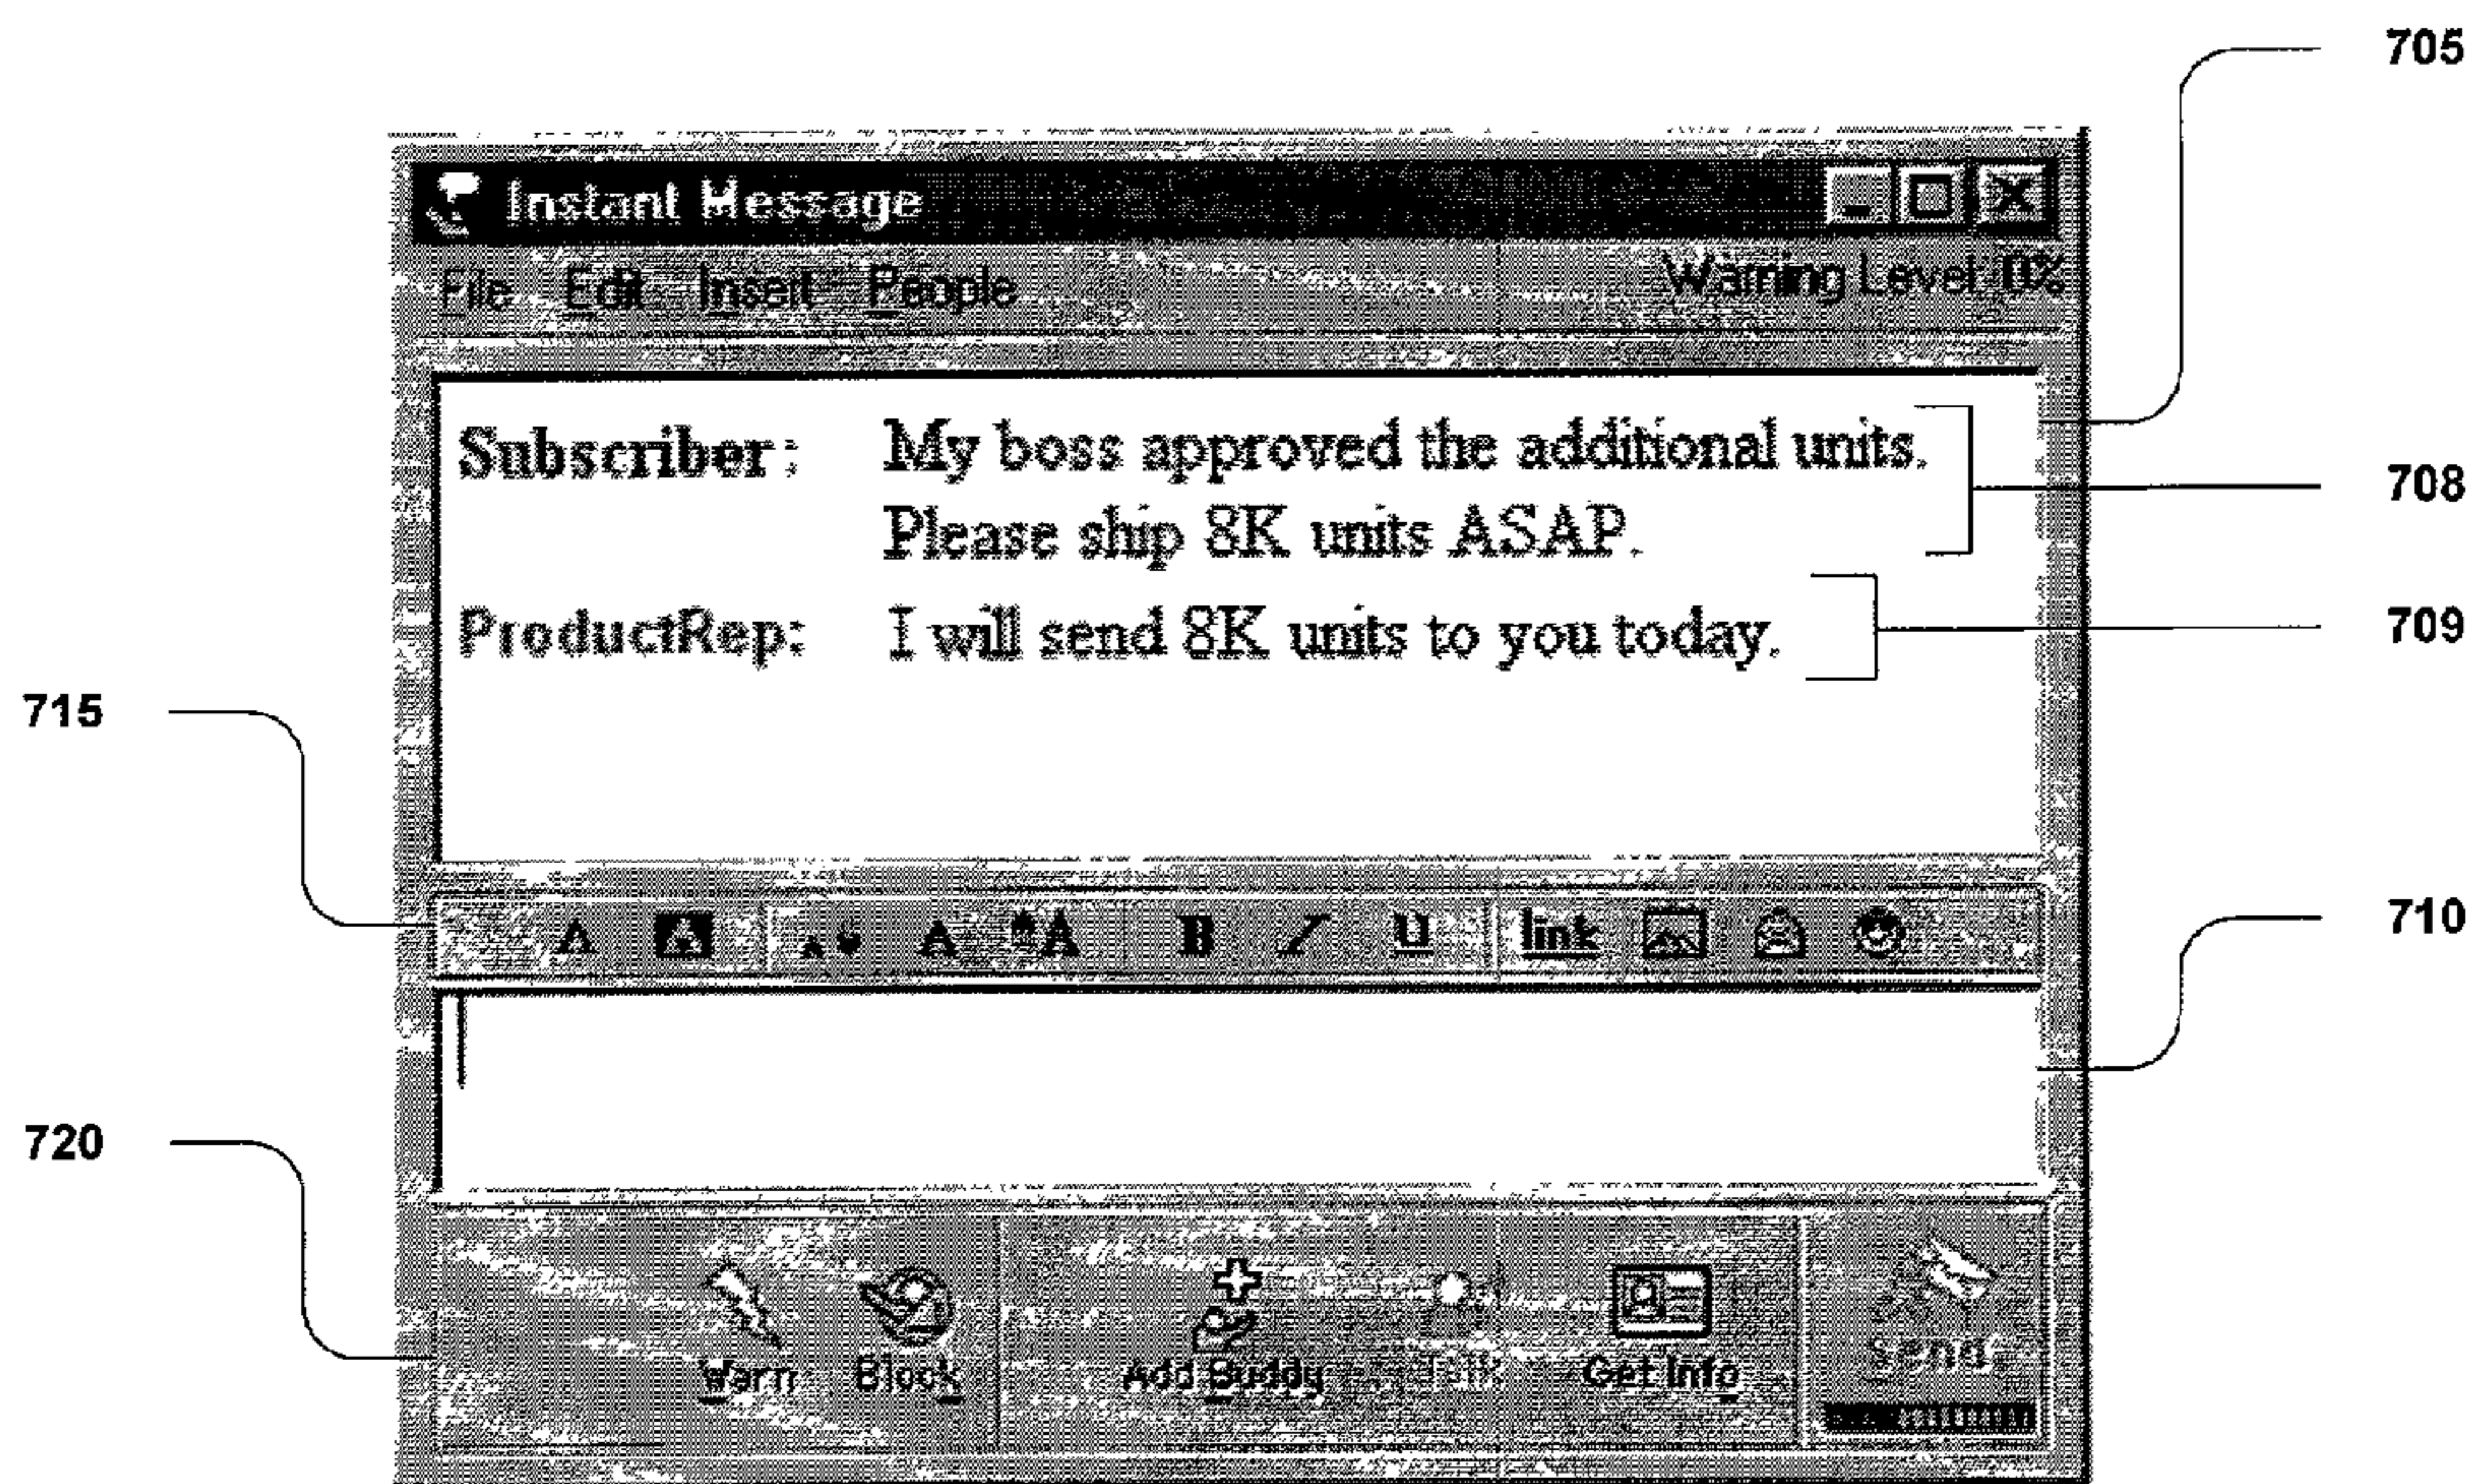 705
Instant Message
File Edit Insert People Warning Level: 0%
Subscriber: My boss approved the additional units.
Please ship 8K units ASAP.
708
ProductRep: I will send 8K units to you today.
709
715
A A A A A B I U link
710
720
Warn Block Add Buddy Talk Get Info Send